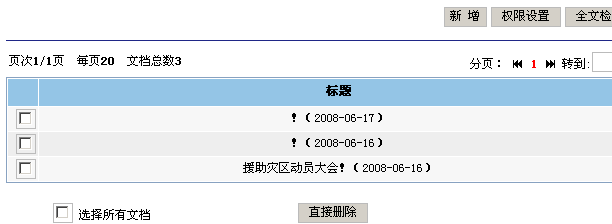 新 增 权限设置 全文检
页次1/1页 每页20 文档总数3 分页： 1 转到:
标题
！（2008-06-17）
！（2008-06-16）
援助灾区动员大会！（2008-06-16）
选择所有文档 直接删除